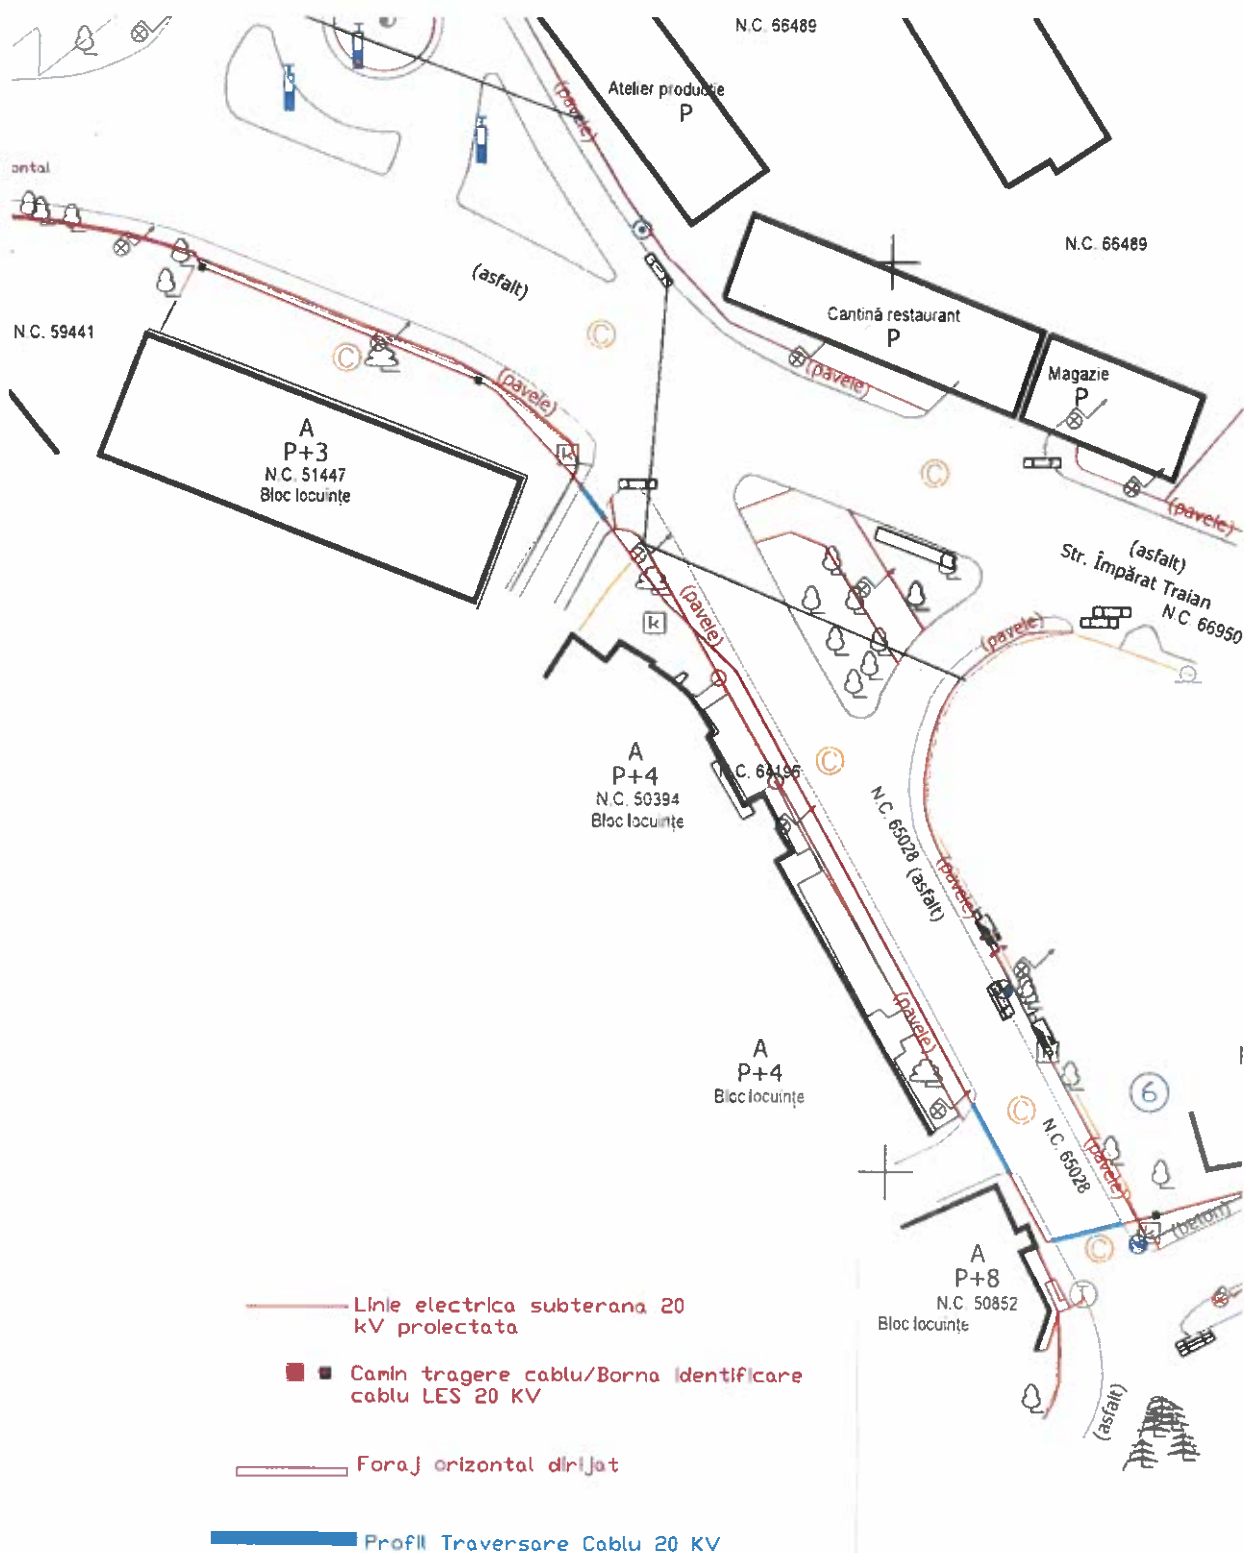 N.C. 66489
Atelier producție
P
(pavele)
ontal
N.C. 66489
(asfalt)
Cantină restaurant
P
N.C. 59441
C
C
(pavele)
Magazie
P
(pavele)
A
P+3
N.C. 51447
Bloc locuințe
k
C
(pavele)
(asfalt)
Str. Împărat Traian
N.C. 66950
(pavele)
k
(pavele)
A
P+4
N.C. 50394
Bloc locuințe
N.C. 64196
C
N.C. 65028 (asfalt)
(pavele)
(pavele)
A
P+4
Bloc locuințe
C
6
N.C. 65028
(pavele)
k
(beton)
C
A
P+8
N.C. 50852
Bloc locuințe
T
(asfalt)
Linie electrica subterana 20
kV proiectata
Camin tragere cablu/Borna identificare
cablu LES 20 KV
Foraj orizontal dirijat
Profil Traversare Cablu 20 KV